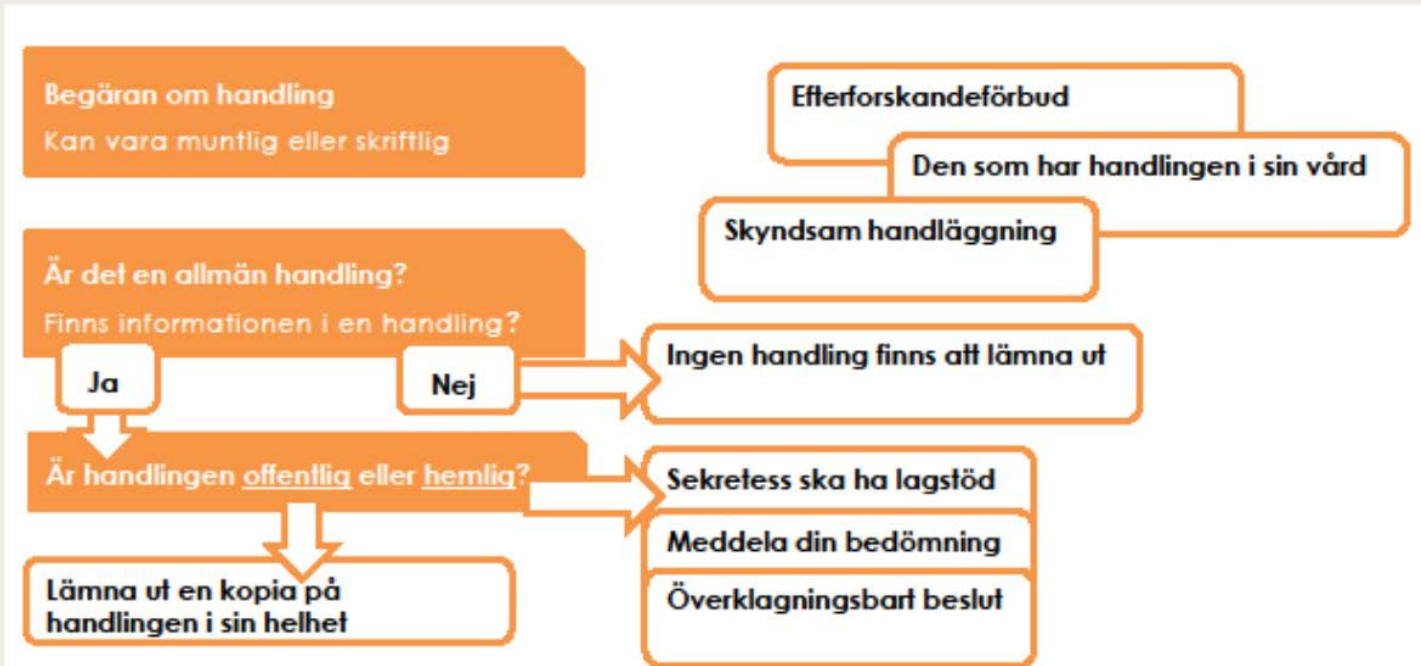 Begäran om handling
Kan vara muntlig eller skriftlig
Efterforskandeförbud
Den som har handlingen i sin vård
Skyndsam handläggning
Är det en allmän handling?
Finns informationen i en handling?
Ja
Nej
Ingen handling finns att lämna ut
Är handlingen offentlig eller hemlig?
Sekretess ska ha lagstöd
Meddela din bedömning
Överklagningsbart beslut
Lämna ut en kopia på
handlingen i sin helhet